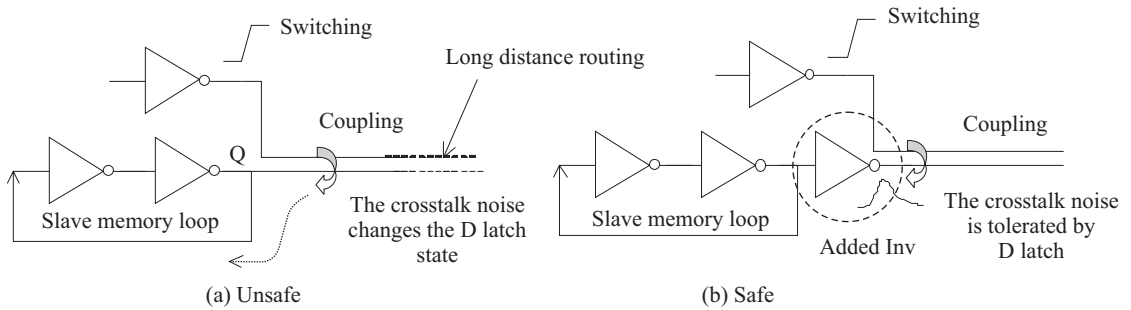 Switching
Long distance routing
Coupling
Q
Slave memory loop
The crosstalk noise
changes the D latch
state
(a) Unsafe
Switching
Coupling
Slave memory loop
Added Inv
The crosstalk noise
is tolerated by
D latch
(b) Safe